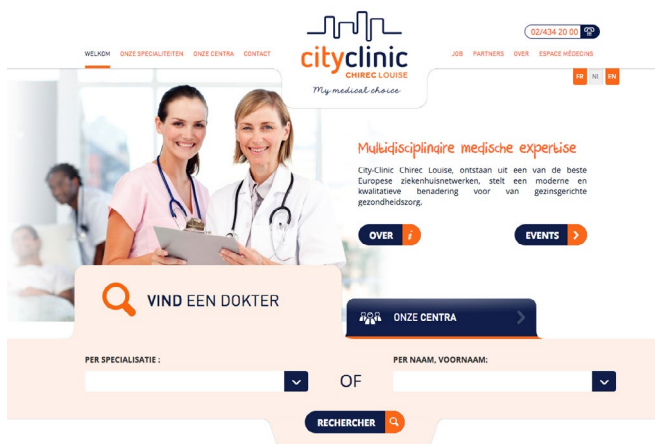 02/434 20 00
WELKOM ONZE SPECIALITEITEN ONZE CENTRA CONTACT
cityclinic
CHIREC LOUISE
My medical choice
JOB PARTNERS OVER ESPACE MÉDECINS
FR NL EN
Multidisciplinaire medische expertise
City-Clinic Chirec Louise, ontstaan uit een van de beste
Europese ziekenhuisnetwerken, stelt een moderne en
kwalitatieve benadering voor van gezinsgerichte
gezondheidszorg.
OVER i
EVENTS
VIND EEN DOKTER
ONZE CENTRA
PER SPECIALISATIE :
OF
PER NAAM, VOORNAAM:
RECHERCHER